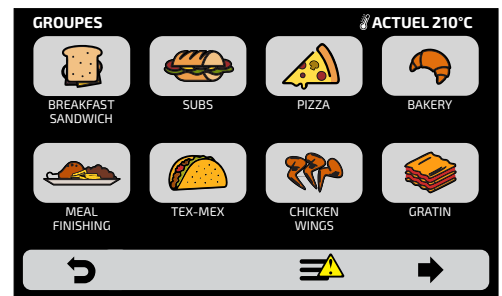 GROUPES
ACTUEL 210°C
BREAKFAST
SANDWICH
SUBS
PIZZA
BAKERY
MEAL
FINISHING
TEX-MEX
CHICKEN
WINGS
GRATIN